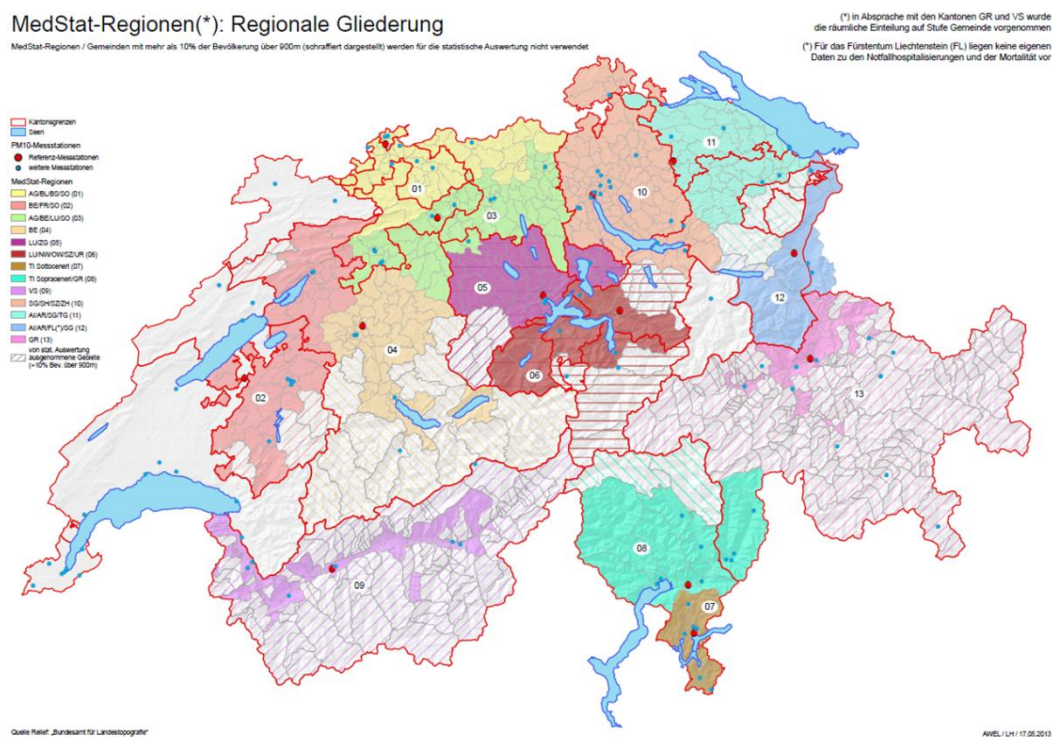 MedStat-Regionen(*): Regionale Gliederung
MedStat-Regionen / Gemeinden mit mehr als 10% der Bevölkerung über 900m (schraffiert dargestellt) werden für die statistische Auswertung nicht verwendet
(*) in Absprache mit den Kantonen GR und VS wurde
die räumliche Einteilung auf Stufe Gemeinde vorgenommen
(*) Für das Fürstentum Liechtenstein (FL) liegen keine eigenen
Daten zu den Notfallhospitalisierungen und der Mortalität vor
Kantonsgrenzen
Seen
PM10-Messstationen
Referenz-Messstationen
weitere Messstationen
MedStat-Regionen
AG/BL/BS/SO (01)
BE/FR/SO (02)
AG/BE/LU/SO (03)
BE (04)
LU/ZG (05)
LU/NW/OW/SZ/UR (06)
TI Sottoceneri (07)
TI Sopraceneri/GR (08)
VS (09)
SG/SH/SZ/ZH (10)
AI/AR/SG/TG (11)
AI/AR/FL(*)/SG (12)
GR (13)
von stat. Auswertung
ausgenommene Gebiete
(>10% Bev. über 900m)
01
02
03
04
05
06
07
08
09
10
11
12
13
Quelle Relief: „Bundesamt für Landestopografie“
AWEL / LH / 17.05.2013